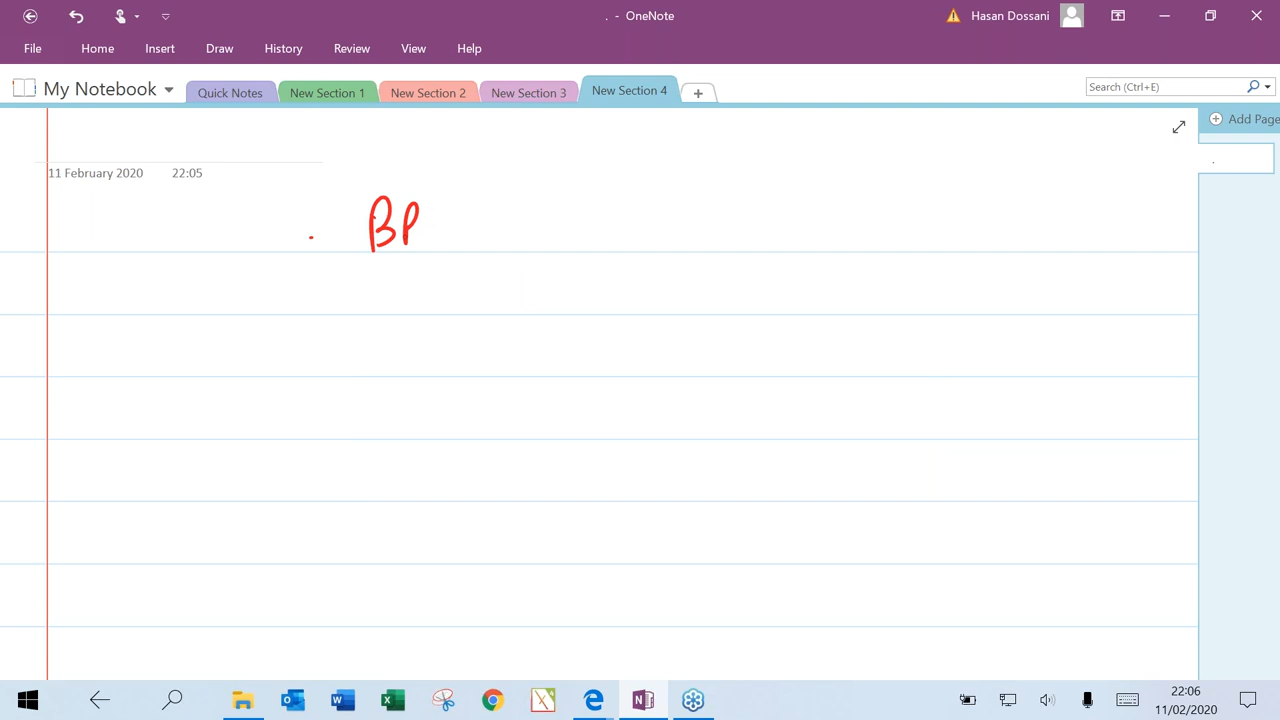 . - OneNote
Hasan Dossani
File Home Insert Draw History Review View Help
My Notebook
Quick Notes
New Section 1
New Section 2
New Section 3
New Section 4
Search (Ctrl+E)
Add Page
.
11 February 2020 22:05
. BP
22:06
11/02/2020